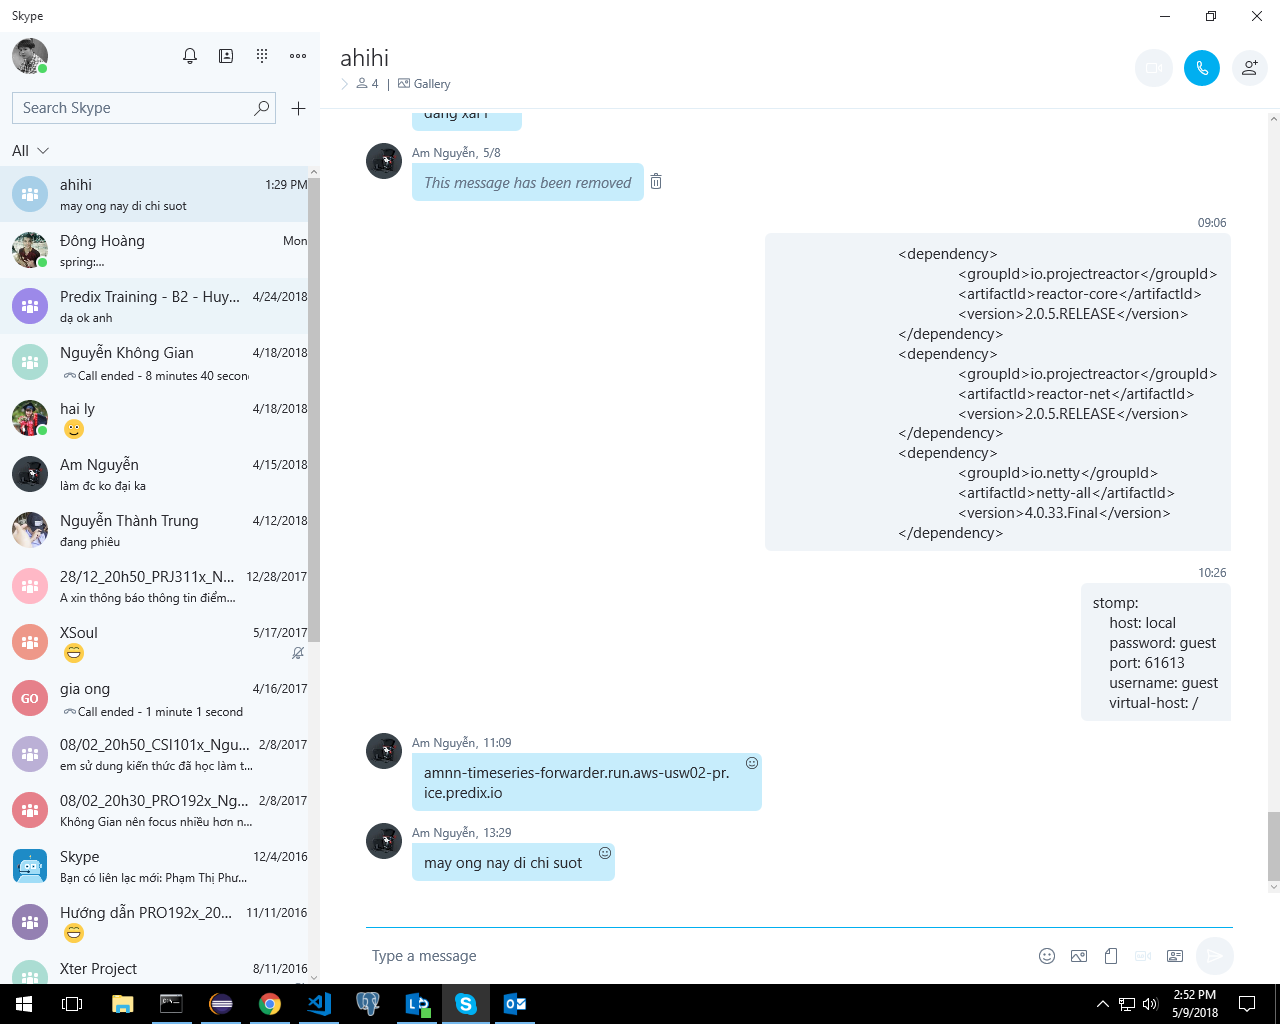 Skype
Search Skype
All
ahihi
1:29 PM
may ong nay di chi suot
Đông Hoàng
Mon
spring:...
Predix Training - B2 - Huy...
4/24/2018
dạ ok anh
Nguyễn Không Gian
4/18/2018
Call ended - 8 minutes 40 secon
hai ly
4/18/2018
Am Nguyễn
4/15/2018
làm đc ko đại ka
Nguyễn Thành Trung
4/12/2018
đang phiêu
28/12_20h50_PRJ311x_N...
12/28/2017
A xin thông báo thông tin điểm...
XSoul
5/17/2017
GO
gia ong
4/16/2017
Call ended - 1 minute 1 second
08/02_20h50_CSI101x_Ngu...
2/8/2017
em sử dung kiến thức đã học làm t...
08/02_20h30_PRO192x_Ng...
2/8/2017
Không Gian nên focus nhiều hơn n...
Skype
12/4/2016
Bạn có liên lạc mới: Phạm Thị Phư...
Hướng dẫn PRO192x_20...
11/11/2016
Xter Project
8/11/2016
ahihi
4 | Gallery
Am Nguyễn, 5/8
This message has been removed
09:06
<dependency>
<groupId>io.projectreactor</groupId>
<artifactId>reactor-core</artifactId>
<version>2.0.5.RELEASE</version>
</dependency>
<dependency>
<groupId>io.projectreactor</groupId>
<artifactId>reactor-net</artifactId>
<version>2.0.5.RELEASE</version>
</dependency>
<dependency>
<groupId>io.netty</groupId>
<artifactId>netty-all</artifactId>
<version>4.0.33.Final</version>
</dependency>
10:26
stomp:
host: local
password: guest
port: 61613
username: guest
virtual-host: /
Am Nguyễn, 11:09
amnn-timeseries-forwarder.run.aws-usw02-pr.
ice.predix.io
Am Nguyễn, 13:29
may ong nay di chi suot
Type a message
2:52 PM
5/9/2018